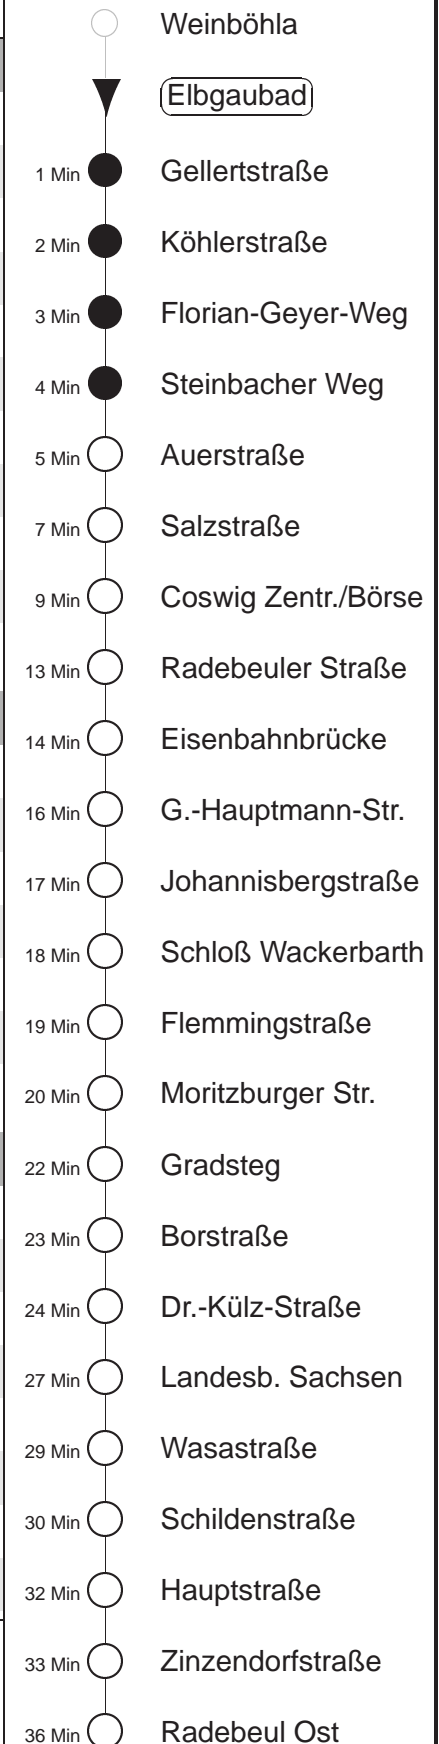 Weinböhla
Elbgaubad
1 Min Gellertstraße
2 Min Köhlerstraße
3 Min Florian-Geyer-Weg
4 Min Steinbacher Weg
5 Min Auerstraße
7 Min Salzstraße
9 Min Coswig Zentr./Börse
13 Min Radebeuler Straße
14 Min Eisenbahnbrücke
16 Min G.-Hauptmann-Str.
17 Min Johannisbergstraße
18 Min Schloß Wackerbarth
19 Min Flemmingstraße
20 Min Moritzburger Str.
22 Min Gradsteg
23 Min Borstraße
24 Min Dr.-Külz-Straße
27 Min Landesb. Sachsen
29 Min Wasastraße
30 Min Schildenstraße
32 Min Hauptstraße
33 Min Zinzendorfstraße
36 Min Radebeul Ost